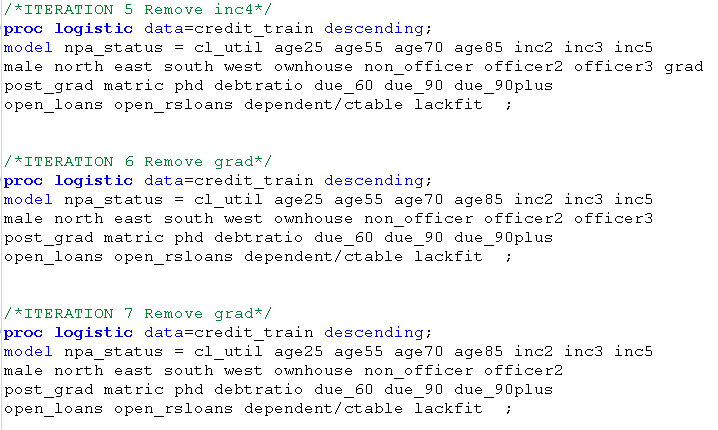 /*ITERATION 5 Remove inc4*/
proc logistic data=credit_train descending;
model npa_status = cl_util age25 age55 age70 age85 inc2 inc3 inc5
male north east south west ownhouse non_officer officer2 officer3 grad
post_grad matric phd debtratio due_60 due_90 due_90plus
open_loans open_rsloans dependent/ctable lackfit  ;
/*ITERATION 6 Remove grad*/
proc logistic data=credit_train descending;
model npa_status = cl_util age25 age55 age70 age85 inc2 inc3 inc5
male north east south west ownhouse non_officer officer2 officer3
post_grad matric phd debtratio due_60 due_90 due_90plus
open_loans open_rsloans dependent/ctable lackfit  ;
/*ITERATION 7 Remove grad*/
proc logistic data=credit_train descending;
model npa_status = cl_util age25 age55 age70 age85 inc2 inc3 inc5
male north east south west ownhouse non_officer officer2
post_grad matric phd debtratio due_60 due_90 due_90plus
open_loans open_rsloans dependent/ctable lackfit  ;